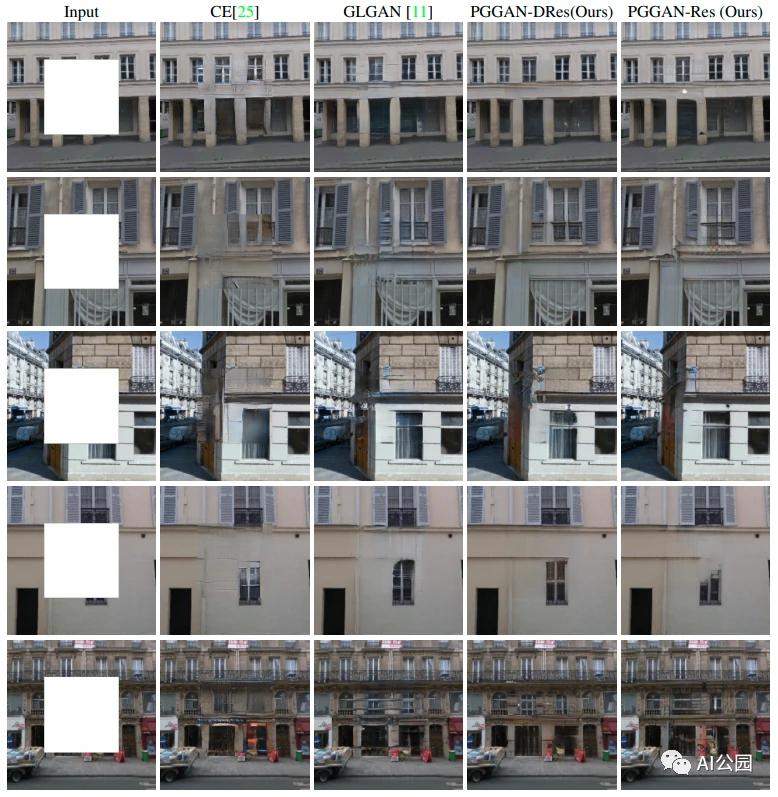 Input CE[25] GLGAN [11] PGGAN-DRes(Ours) PGGAN-Res (Ours)
AI公园